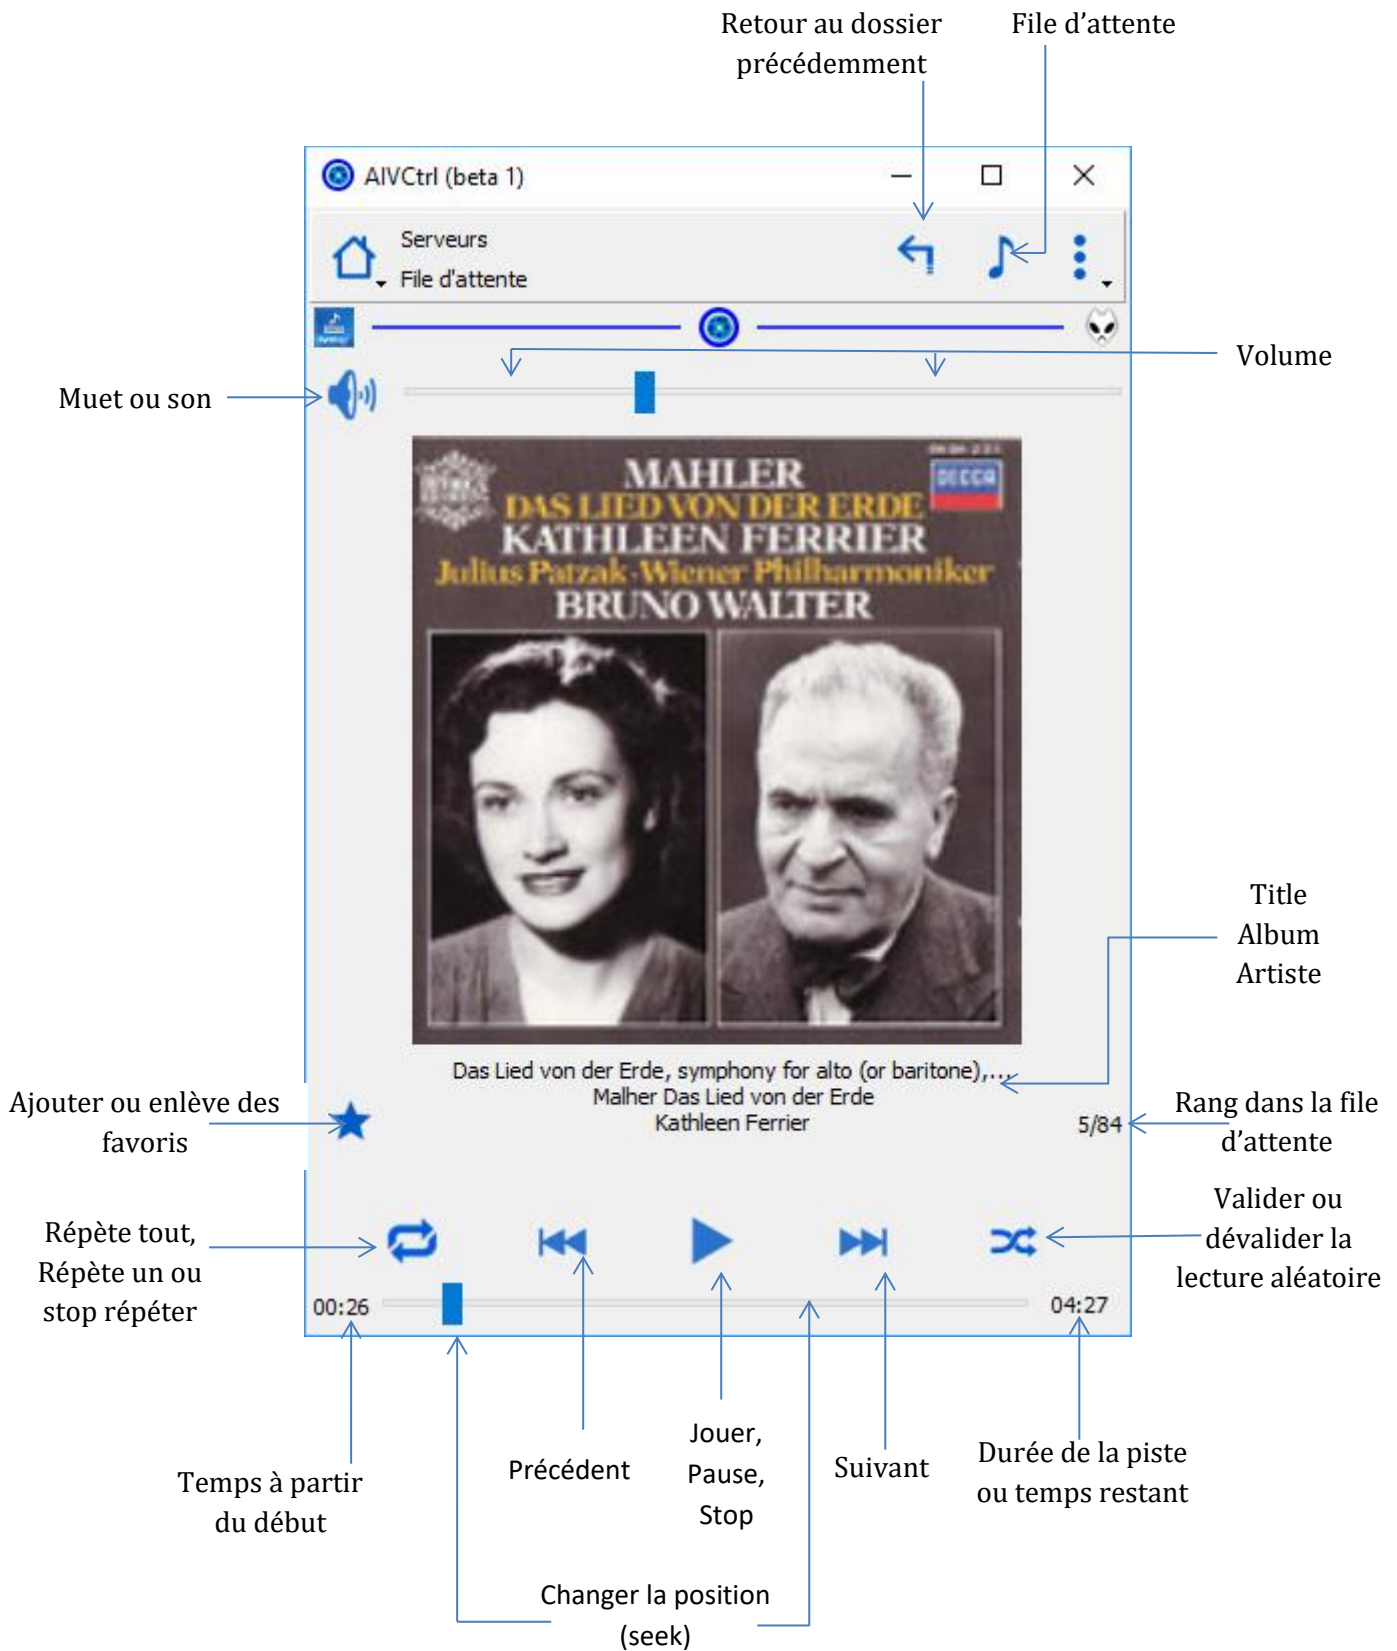 Retour au dossier
précédemment
File d’attente
AIVCtrl (beta 1)
Serveurs
File d'attente
Volume
Muet ou son
MAHLER
DECCA
DAS LIED VON DER ERDE
KATHLEEN FERRIER
Julius Patzak·Wiener Philharmoniker
BRUNO WALTER
Title
Album
Artiste
Das Lied von der Erde, symphony for alto (or baritone),...
Malher Das Lied von der Erde
Kathleen Ferrier
Ajouter ou enlève des
favoris
5/84
Rang dans la file
d’attente
Répète tout,
Répète un ou
stop répéter
Valider ou
dévalider la
lecture aléatoire
00:26
04:27
Temps à partir
du début
Précédent
Jouer,
Pause,
Stop
Suivant
Durée de la piste
ou temps restant
Changer la position
(seek)